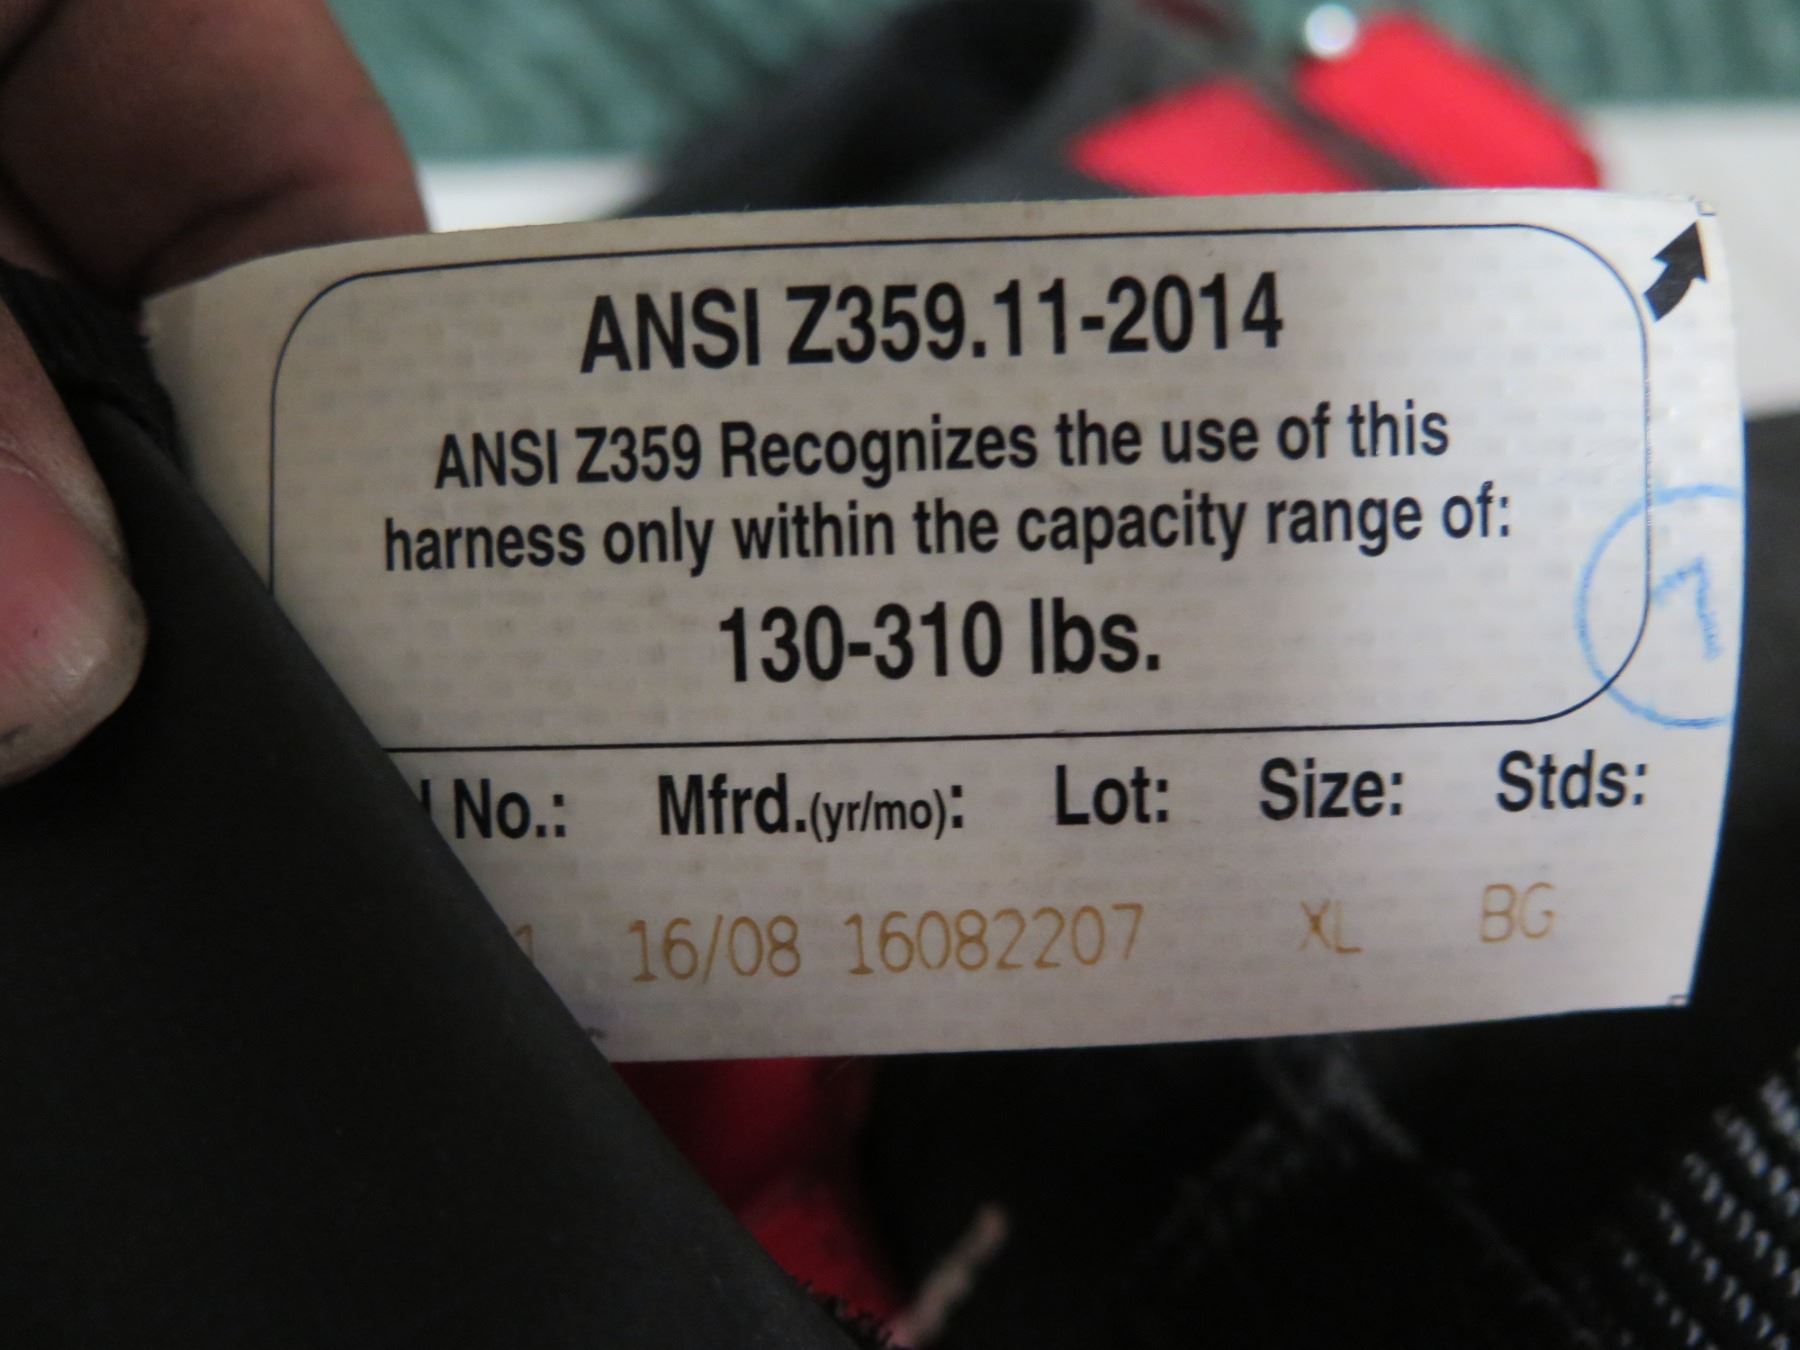 ANSI Z359.11-2014
ANSI Z359 Recognizes the use of this
harness only within the capacity range of:
130-310 lbs.
No.: Mfrd.(yr/mo): Lot: Size: Stds:
1 16/08 16082207 XL BG